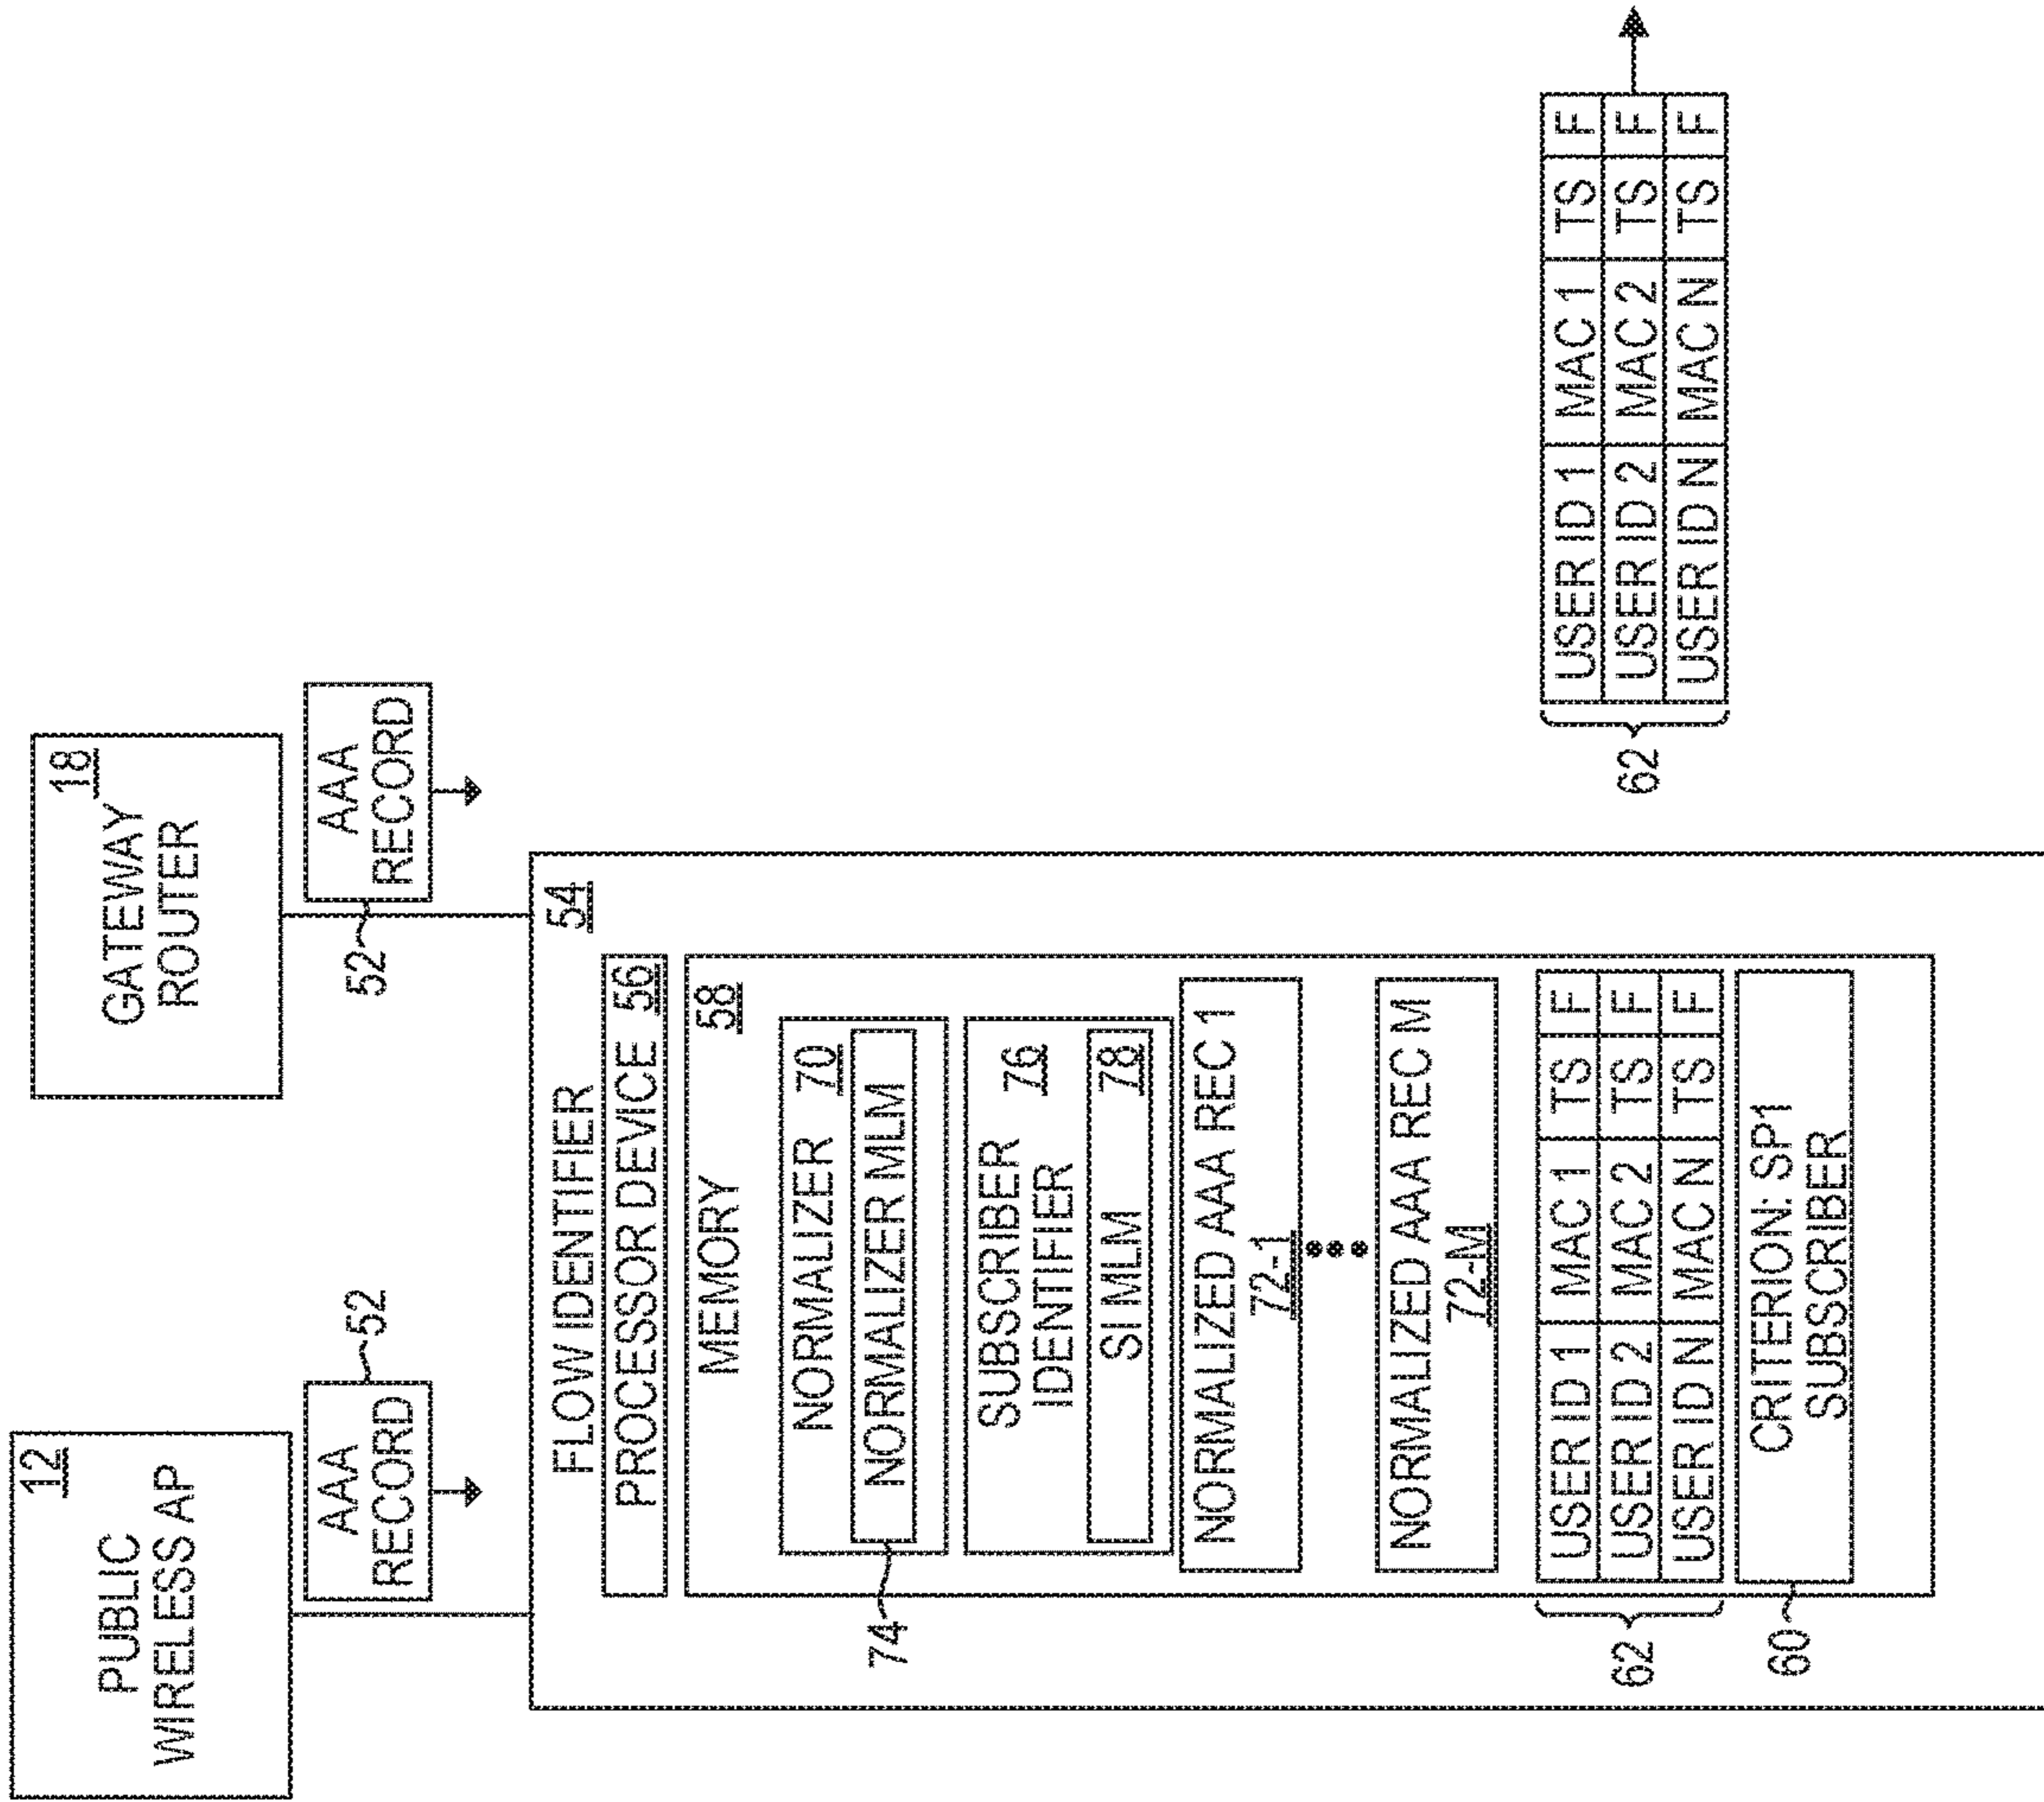 12
PUBLIC
WIRELESS AP
18
GATEWAY
ROUTER
AAA
RECORD
52
AAA
RECORD
52
FLOW IDENTIFIER 54
PROCESSOR DEVICE 56
MEMORY 58
NORMALIZER 70
NORMALIZER MLM
74
SUBSCRIBER
IDENTIFIER 76
SI MLM 78
NORMALIZED AAA REC 1
72-1
NORMALIZED AAA REC M
72-M
USER ID 1 MAC 1 TS F
USER ID 2 MAC 2 TS F
USER ID N MAC N TS F
62
CRITERION: SP1
SUBSCRIBER
60
USER ID 1 MAC 1 TS F
USER ID 2 MAC 2 TS F
USER ID N MAC N TS F
62